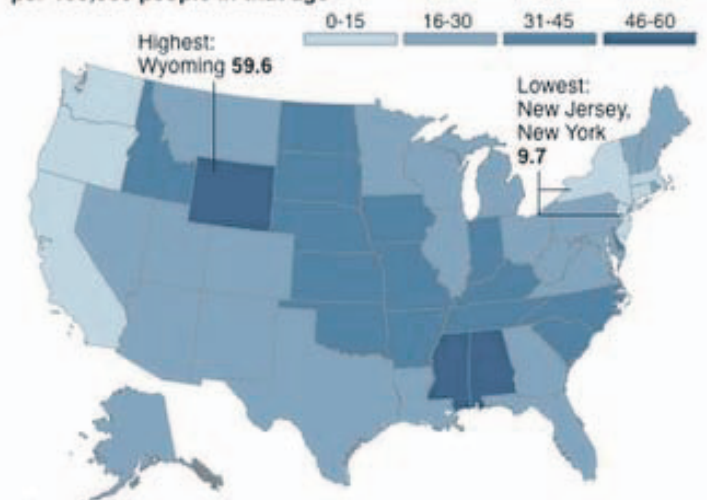 0-15 16-30 31-45 46-60
Highest:
Wyoming 59.6
Lowest:
New Jersey,
New York
9.7